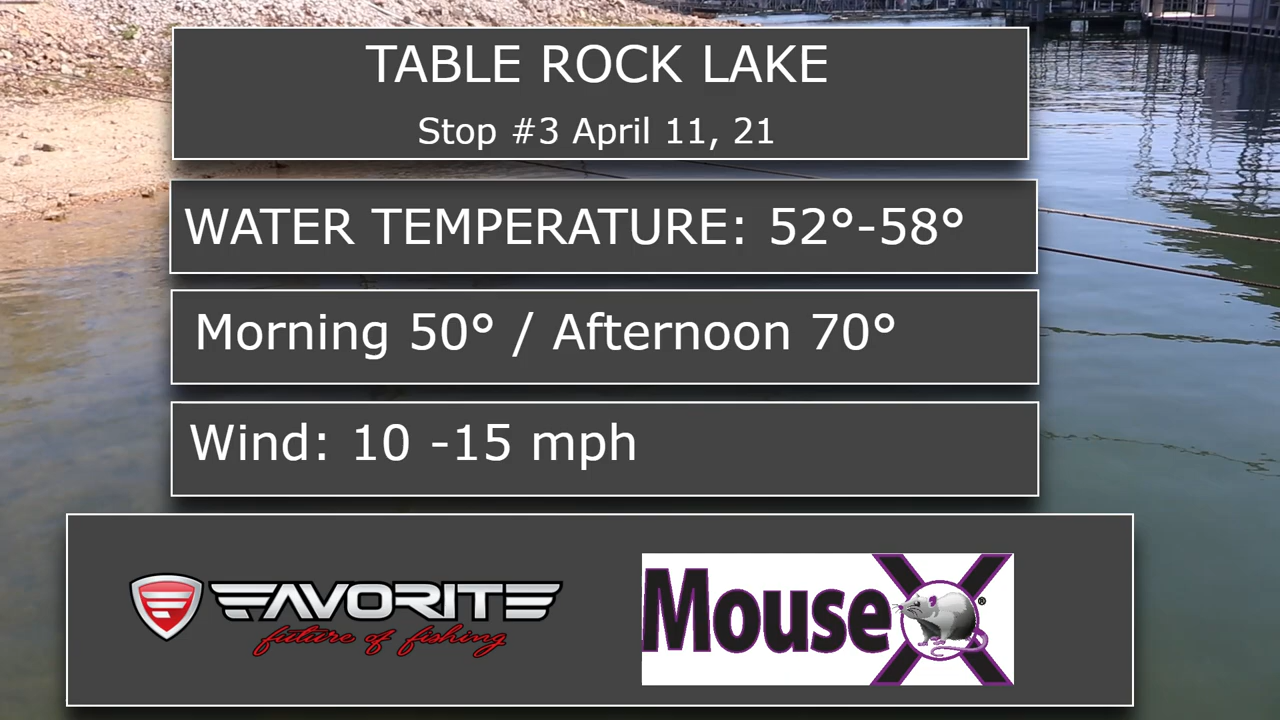 TABLE ROCK LAKE
Stop #3 April 11, 21
WATER TEMPERATURE: 52°-58°
Morning 50° / Afternoon 70°
Wind: 10 -15 mph
FAVORITE
future of fishing
MouseX®